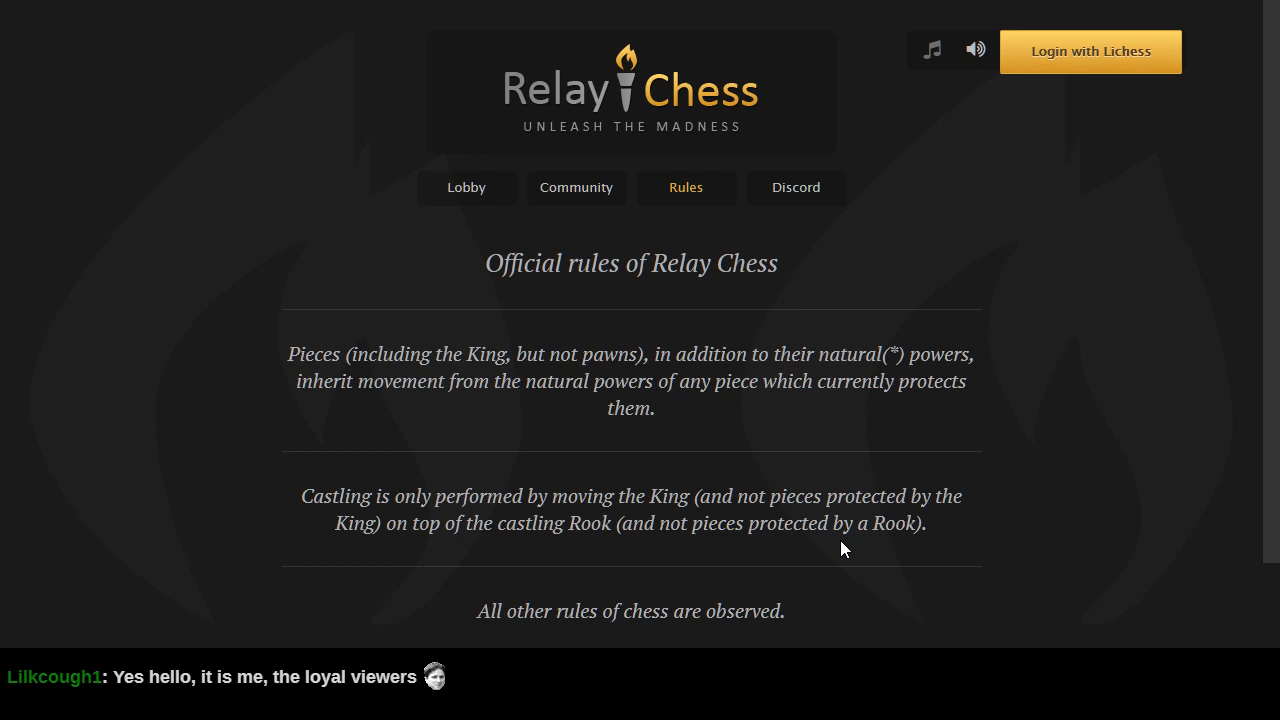 Relay Chess
UNLEASH THE MADNESS
Login with Lichess
Lobby Community Rules Discord
Official rules of Relay Chess
Pieces (including the King, but not pawns), in addition to their natural(*) powers,
inherit movement from the natural powers of any piece which currently protects
them.
Castling is only performed by moving the King (and not pieces protected by the
King) on top of the castling Rook (and not pieces protected by a Rook).
All other rules of chess are observed.
Lilkcough1: Yes hello, it is me, the loyal viewers